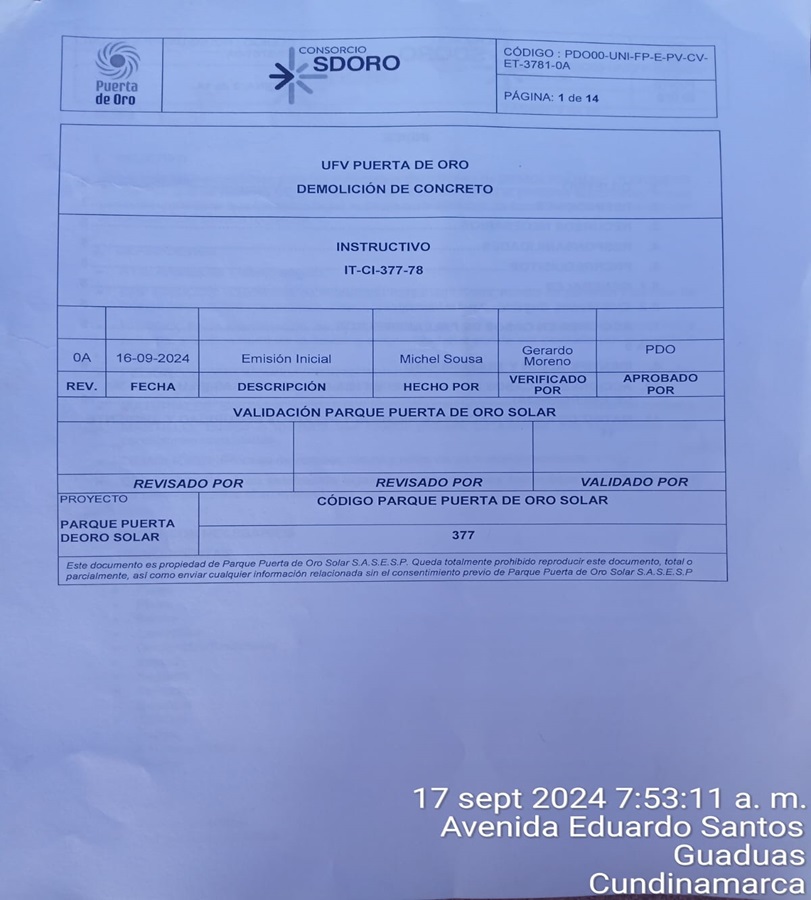 Puerta
de Oro
CONSORCIO
SDORO
CÓDIGO : PDO00-UNI-FP-E-PV-CV-
ET-3781-0A
PÁGINA: 1 de 14
UFV PUERTA DE ORO
DEMOLICIÓN DE CONCRETO
INSTRUCTIVO
IT-CI-377-78
0A 16-09-2024 Emisión Inicial Michel Sousa Gerardo Moreno PDO
REV. FECHA DESCRIPCIÓN HECHO POR VERIFICADO POR APROBADO POR
VALIDACIÓN PARQUE PUERTA DE ORO SOLAR
REVISADO POR REVISADO POR VALIDADO POR
PROYECTO
PARQUE PUERTA
DEORO SOLAR
CÓDIGO PARQUE PUERTA DE ORO SOLAR
377
Este documento es propiedad de Parque Puerta de Oro Solar S.A.S.E.S.P. Queda totalmente prohibido reproducir este documento, total o
parcialmente, así como enviar cualquier información relacionada sin el consentimiento previo de Parque Puerta de Oro Solar S.A.S.E.S.P
17 sept 2024 7:53:11 a. m.
Avenida Eduardo Santos
Guaduas
Cundinamarca